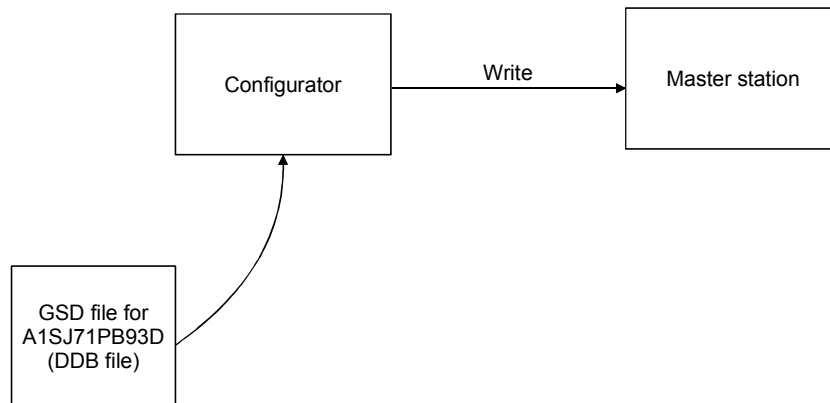 Configurator
Write
Master station
GSD file for
A1SJ71PB93D
(DDB file)